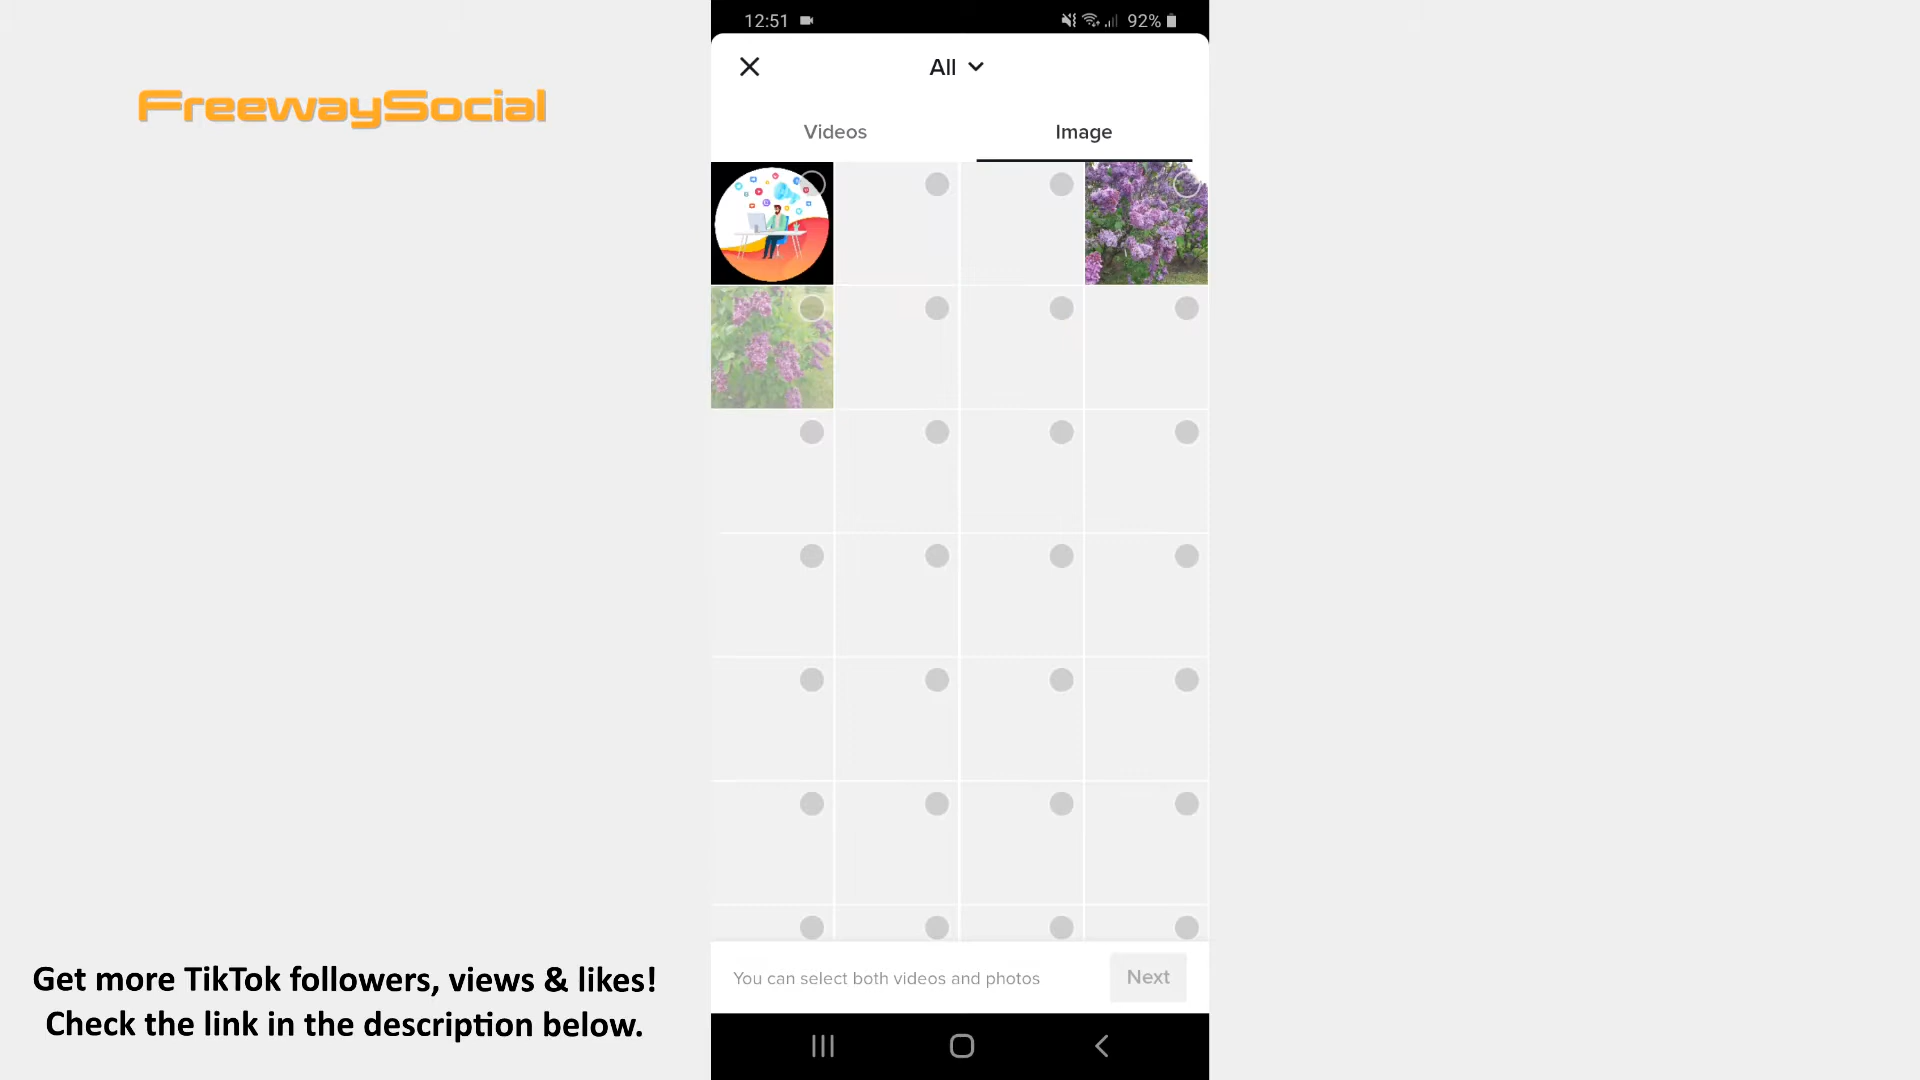 12:51
92%
FreewaySocial
All
Videos
Image
You can select both videos and photos
Next
Get more TikTok followers, views & likes!
Check the link in the description below.